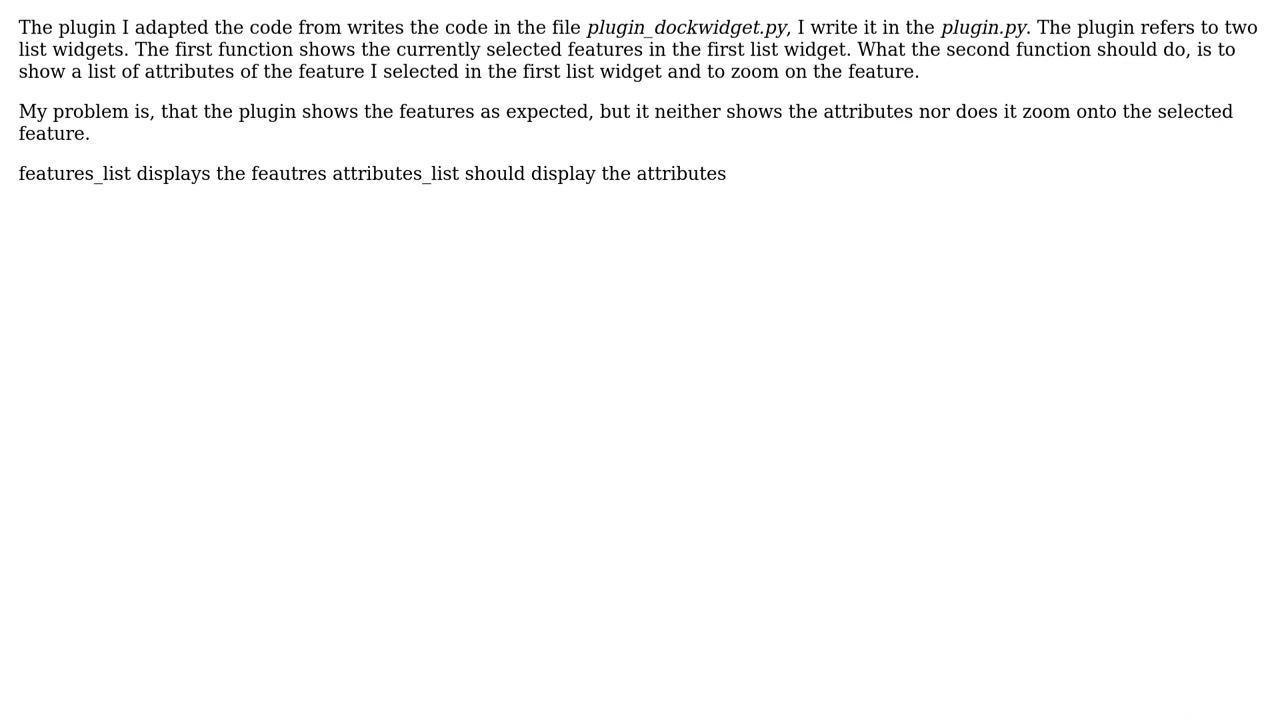 The plugin I adapted the code from writes the code in the file plugin_dockwidget.py, I write it in the plugin.py. The plugin refers to two
list widgets. The first function shows the currently selected features in the first list widget. What the second function should do, is to
show a list of attributes of the feature I selected in the first list widget and to zoom on the feature.
My problem is, that the plugin shows the features as expected, but it neither shows the attributes nor does it zoom onto the selected
feature.
features_list displays the feautres attributes_list should display the attributes